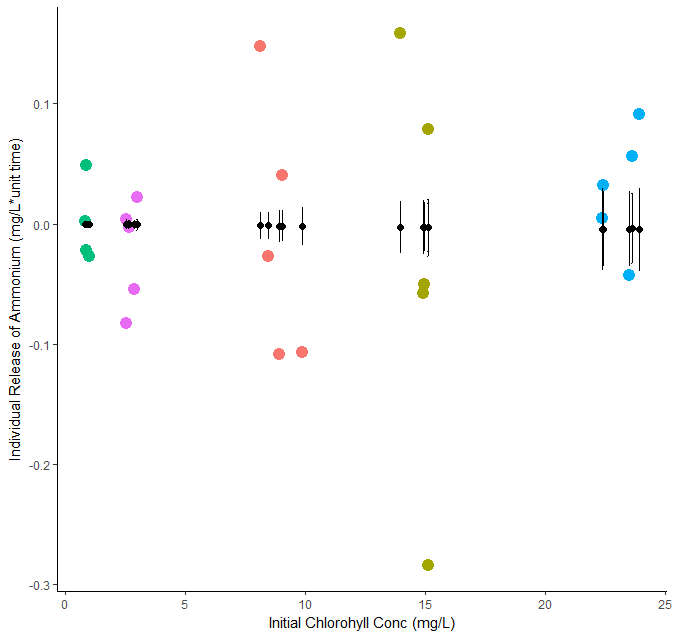 Individual Release of Ammonium (mg/L*unit time)
0.1
0.0
-0.1
-0.2
-0.3
0 5 10 15 20 25
Initial Chlorohyll Conc (mg/L)